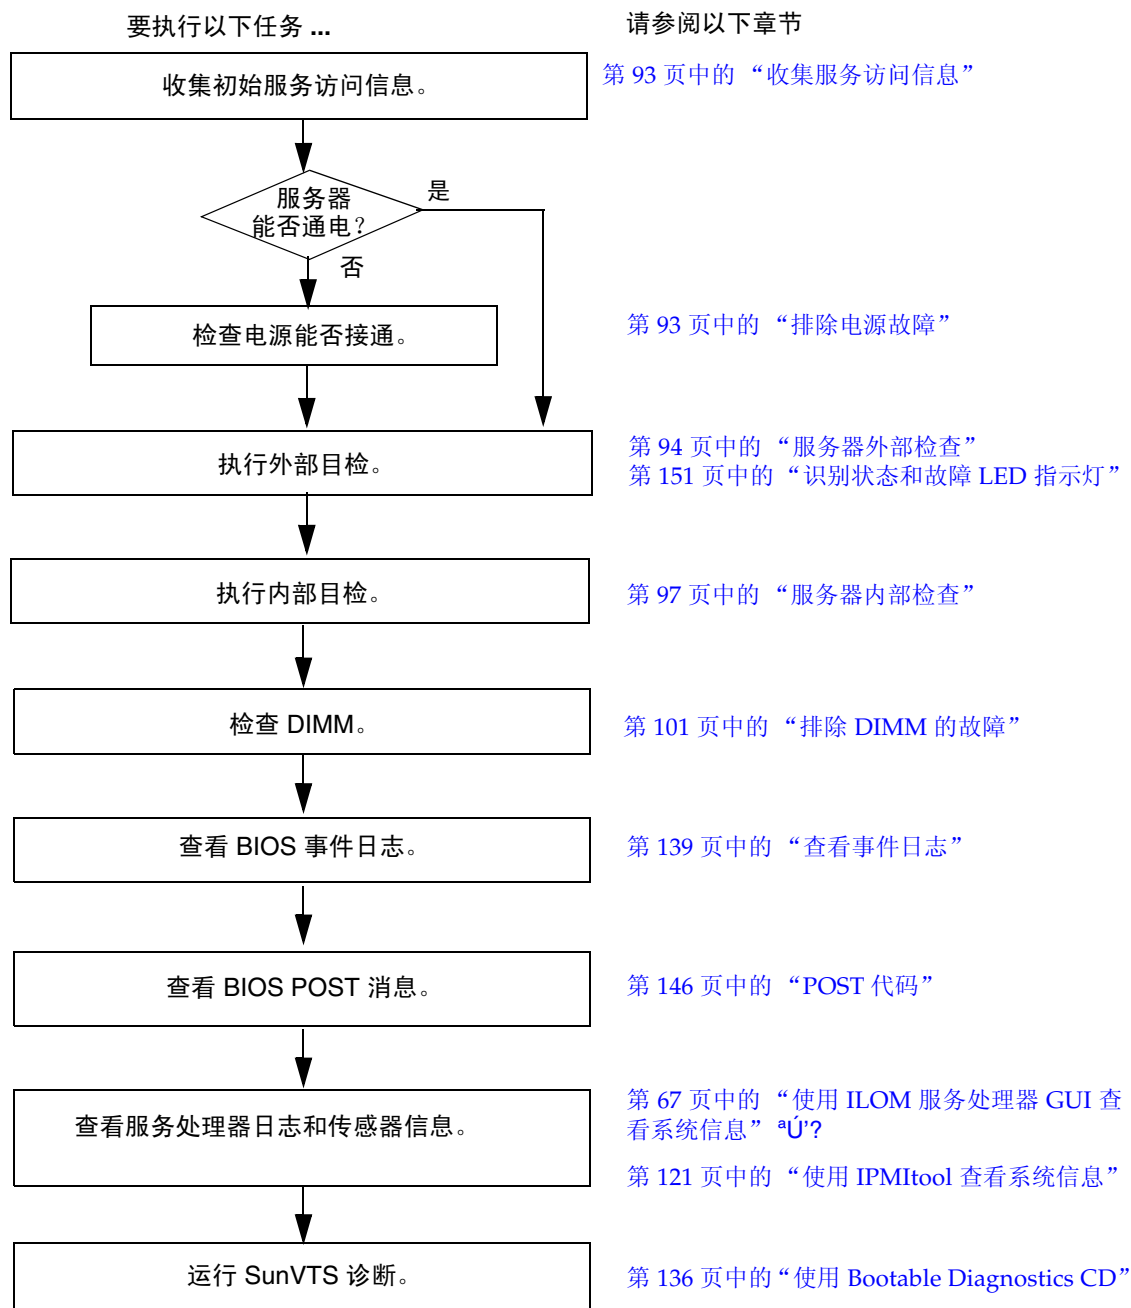 要执行以下任务 ...
请参阅以下章节
收集初始服务访问信息。
第 93 页中的 “收集服务访问信息”
服务器
能否通电？
是
否
检查电源能否接通。
第 93 页中的 “排除电源故障”
执行外部目检。
第 94 页中的 “服务器外部检查”
第 151 页中的 “识别状态和故障 LED 指示灯”
执行内部目检。
第 97 页中的 “服务器内部检查”
检查 DIMM。
第 101 页中的 “排除 DIMM 的故障”
查看 BIOS 事件日志。
第 139 页中的 “查看事件日志”
查看 BIOS POST 消息。
第 146 页中的 “POST 代码”
查看服务处理器日志和传感器信息。
第 67 页中的 “使用 ILOM 服务处理器 GUI 查
看系统信息” ªÚ’?
第 121 页中的 “使用 IPMItool 查看系统信息”
运行 SunVTS 诊断。
第 136 页中的 “使用 Bootable Diagnostics CD”